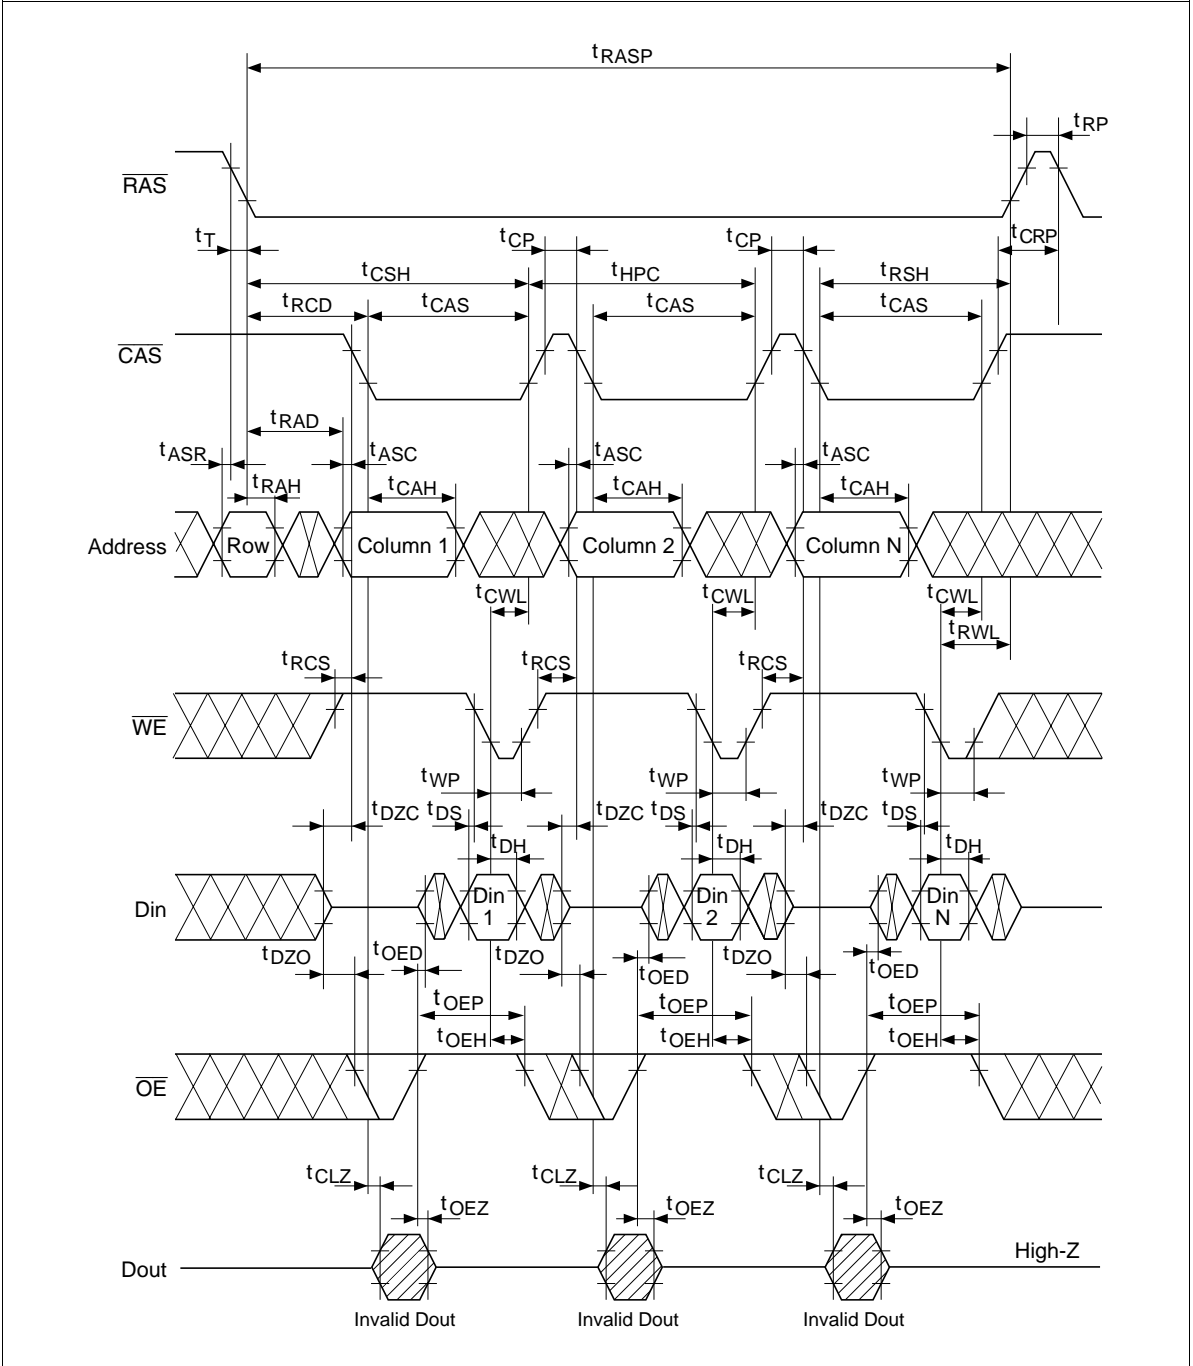 tRASP
tRP
RAS
tT
tCP
tCP
tCRP
tCSH
tHPC
tRSH
tRCD
tCAS
tCAS
tCAS
CAS
tRAD
tASR
tASC
tASC
tASC
tRAH
tCAH
tCAH
tCAH
Address
Row
Column 1
Column 2
Column N
tCWL
tCWL
tCWL
tRWL
tRCS
tRCS
tRCS
WE
tWP
tWP
tWP
tDZC
tDS
tDZC
tDS
tDZC
tDS
tDH
tDH
tDH
Din
Din
1
Din
2
Din
N
tDZO
tOED
tDZO
tOED
tDZO
tOED
tOEP
tOEP
tOEP
tOEH
tOEH
tOEH
OE
tCLZ
tCLZ
tCLZ
tOEZ
tOEZ
tOEZ
Dout
High-Z
Invalid Dout
Invalid Dout
Invalid Dout